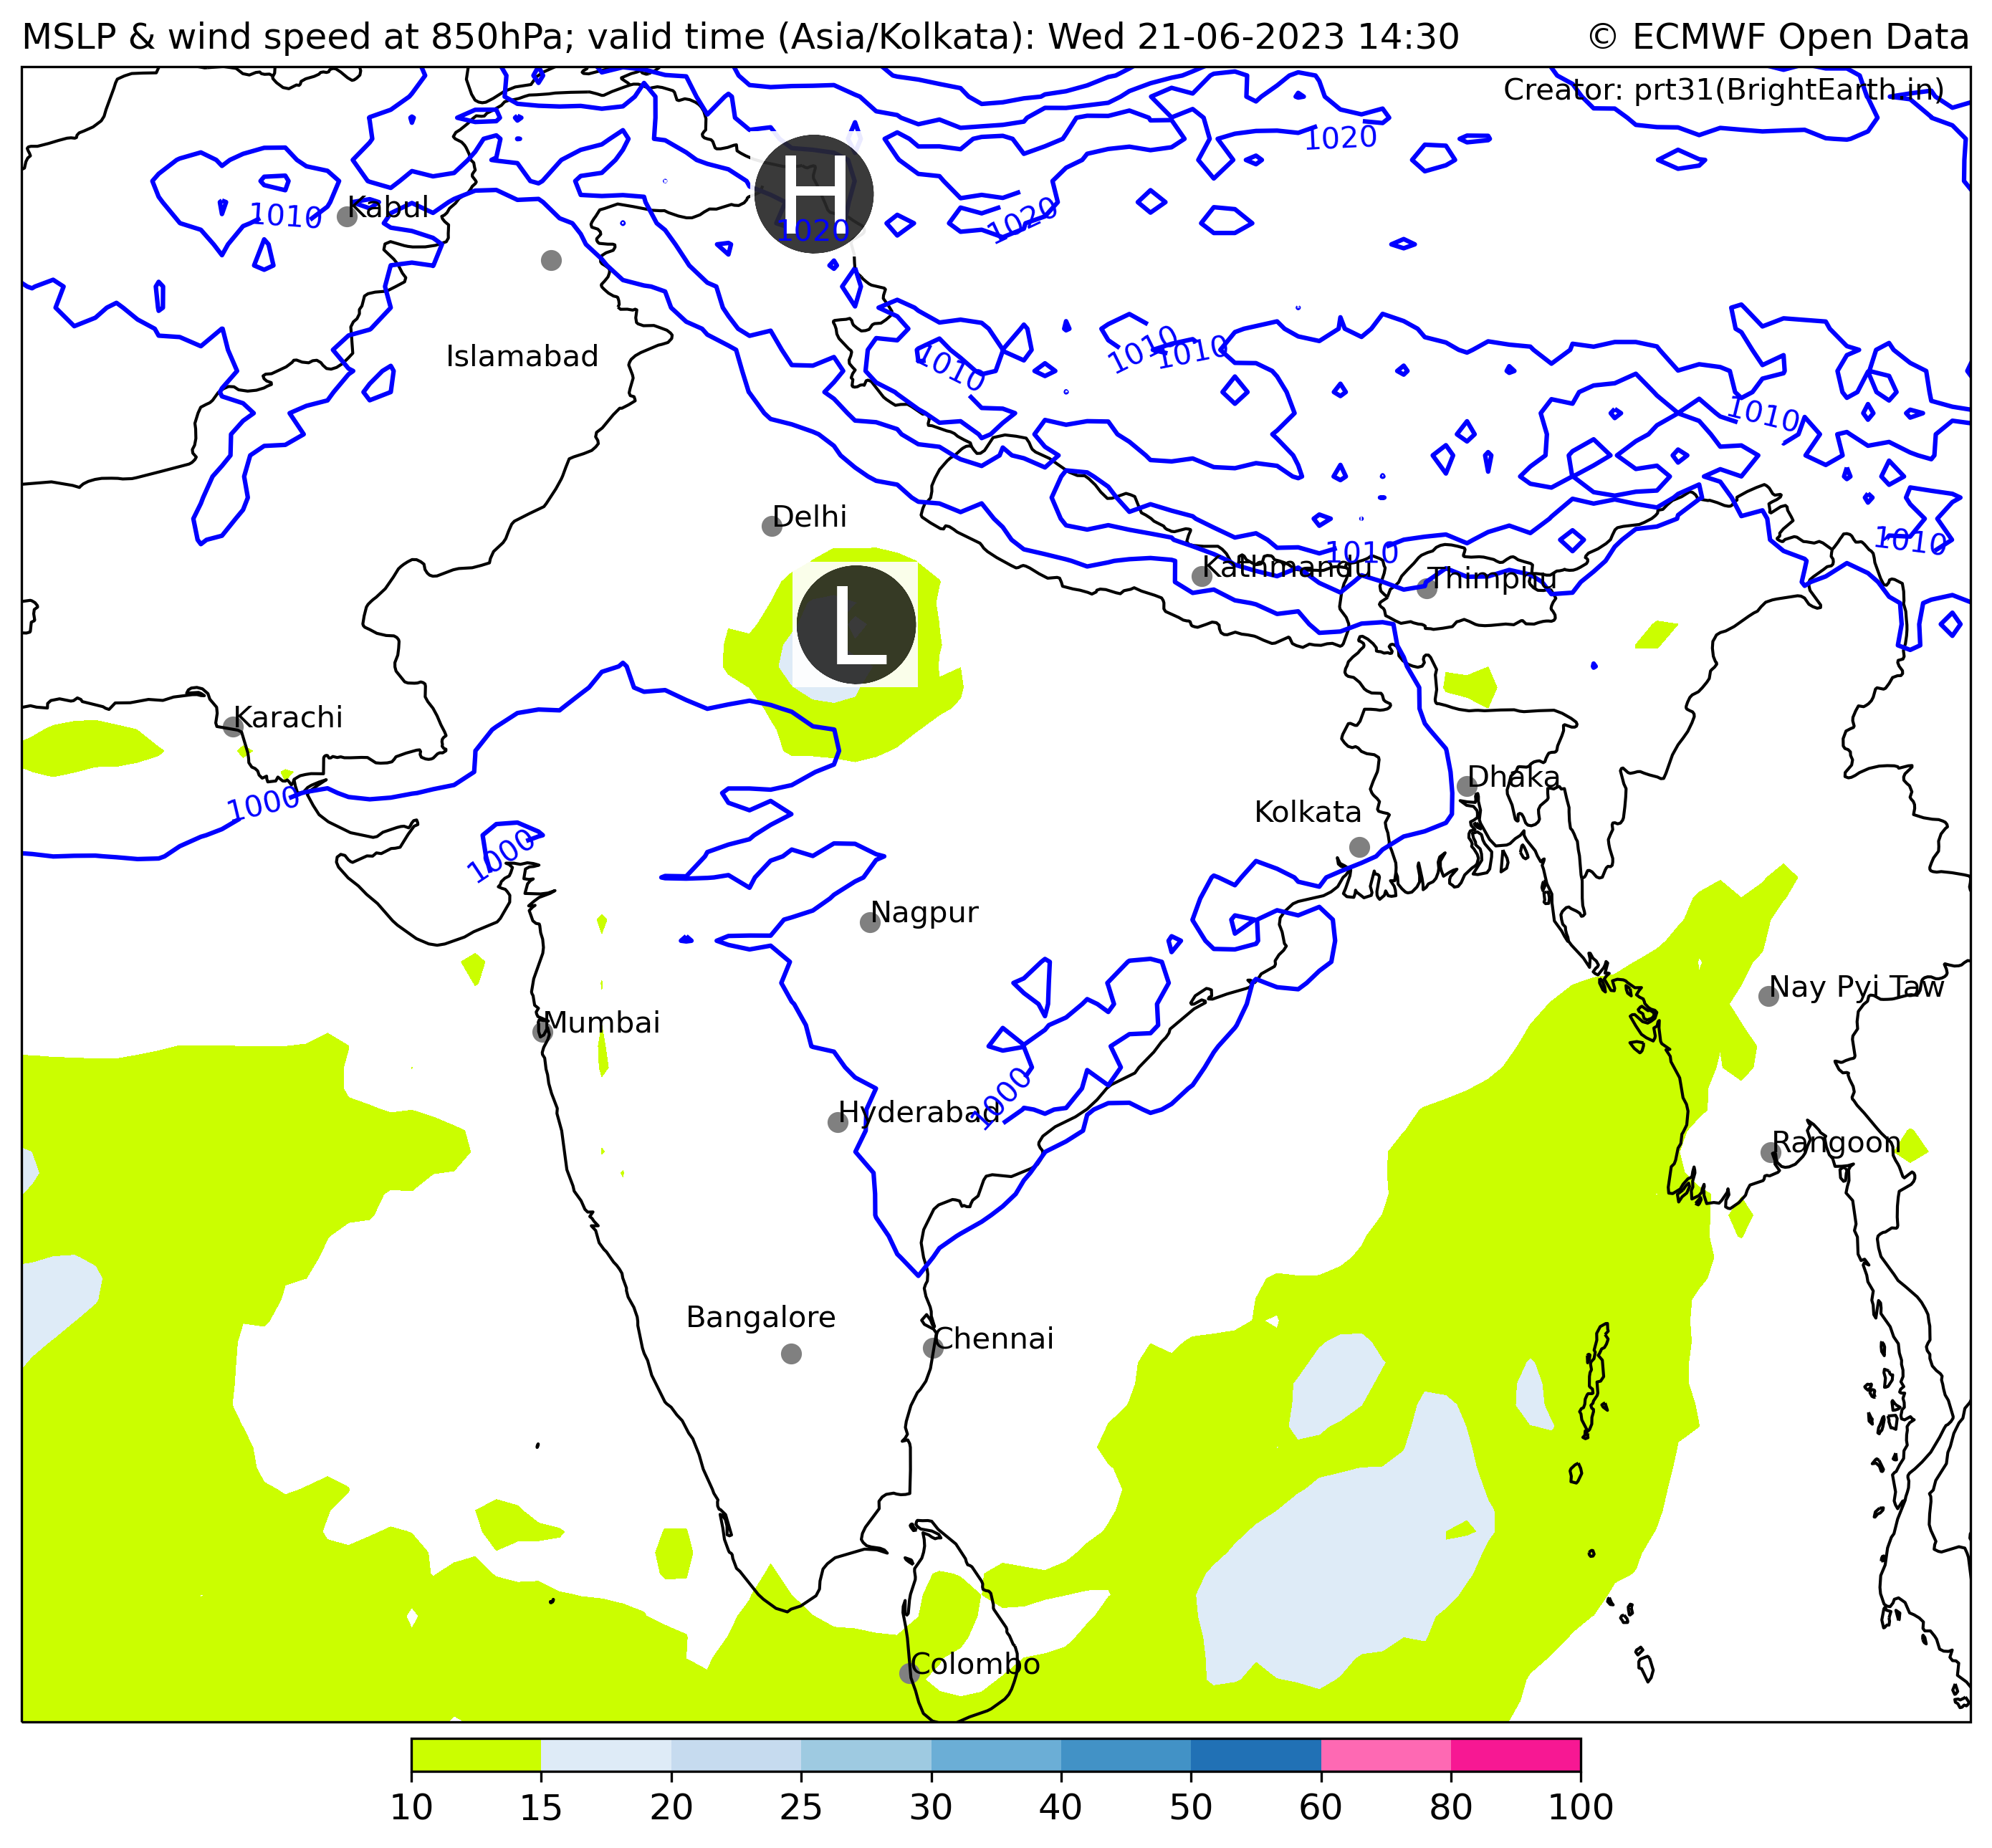 MSLP & wind speed at 850hPa; valid time (Asia/Kolkata): Wed 21-06-2023 14:30
© ECMWF Open Data
Creator: prt31(BrightEarth.in)
1020
H
1020
1010
Kabul
1020
1010
1010
1010
Islamabad
1010
Delhi
1010
1010
Kathmandu
Thimphu
L
Karachi
Dhaka
1000
Kolkata
1000
Nagpur
Nay Pyi Taw
Mumbai
1000
Hyderabad
Rangoon
Bangalore
Chennai
Colombo
10 15 20 25 30 40 50 60 80 100